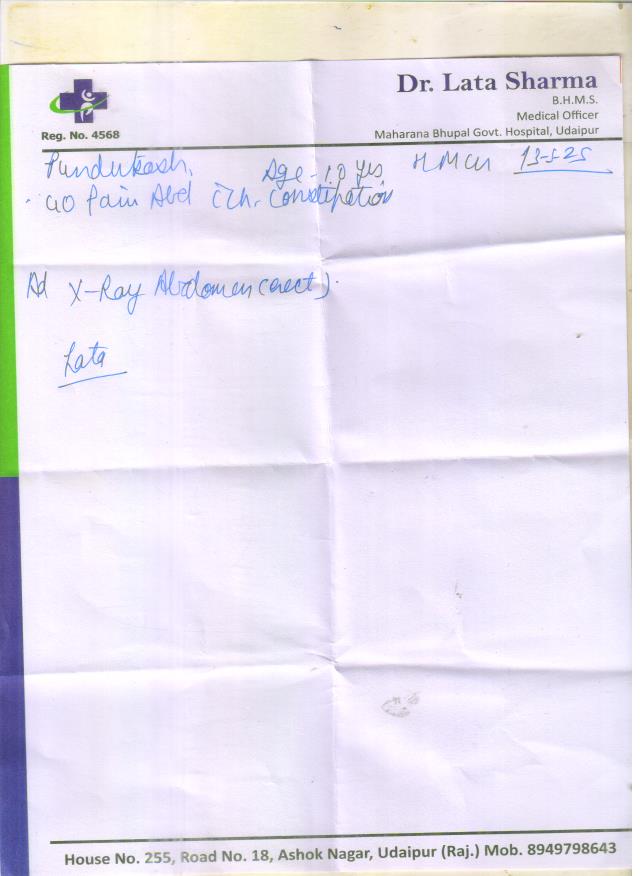 Dr. Lata Sharma
B.H.M.S.
Medical Officer
Maharana Bhupal Govt. Hospital, Udaipur
Reg. No. 4568
Age - 10 yrs 13-5-25
c/o Pain Abd c Ch. Constipation
Ad X-Ray Abdomen (erect).
Lata
House No. 255, Road No. 18, Ashok Nagar, Udaipur (Raj.) Mob. 8949798643